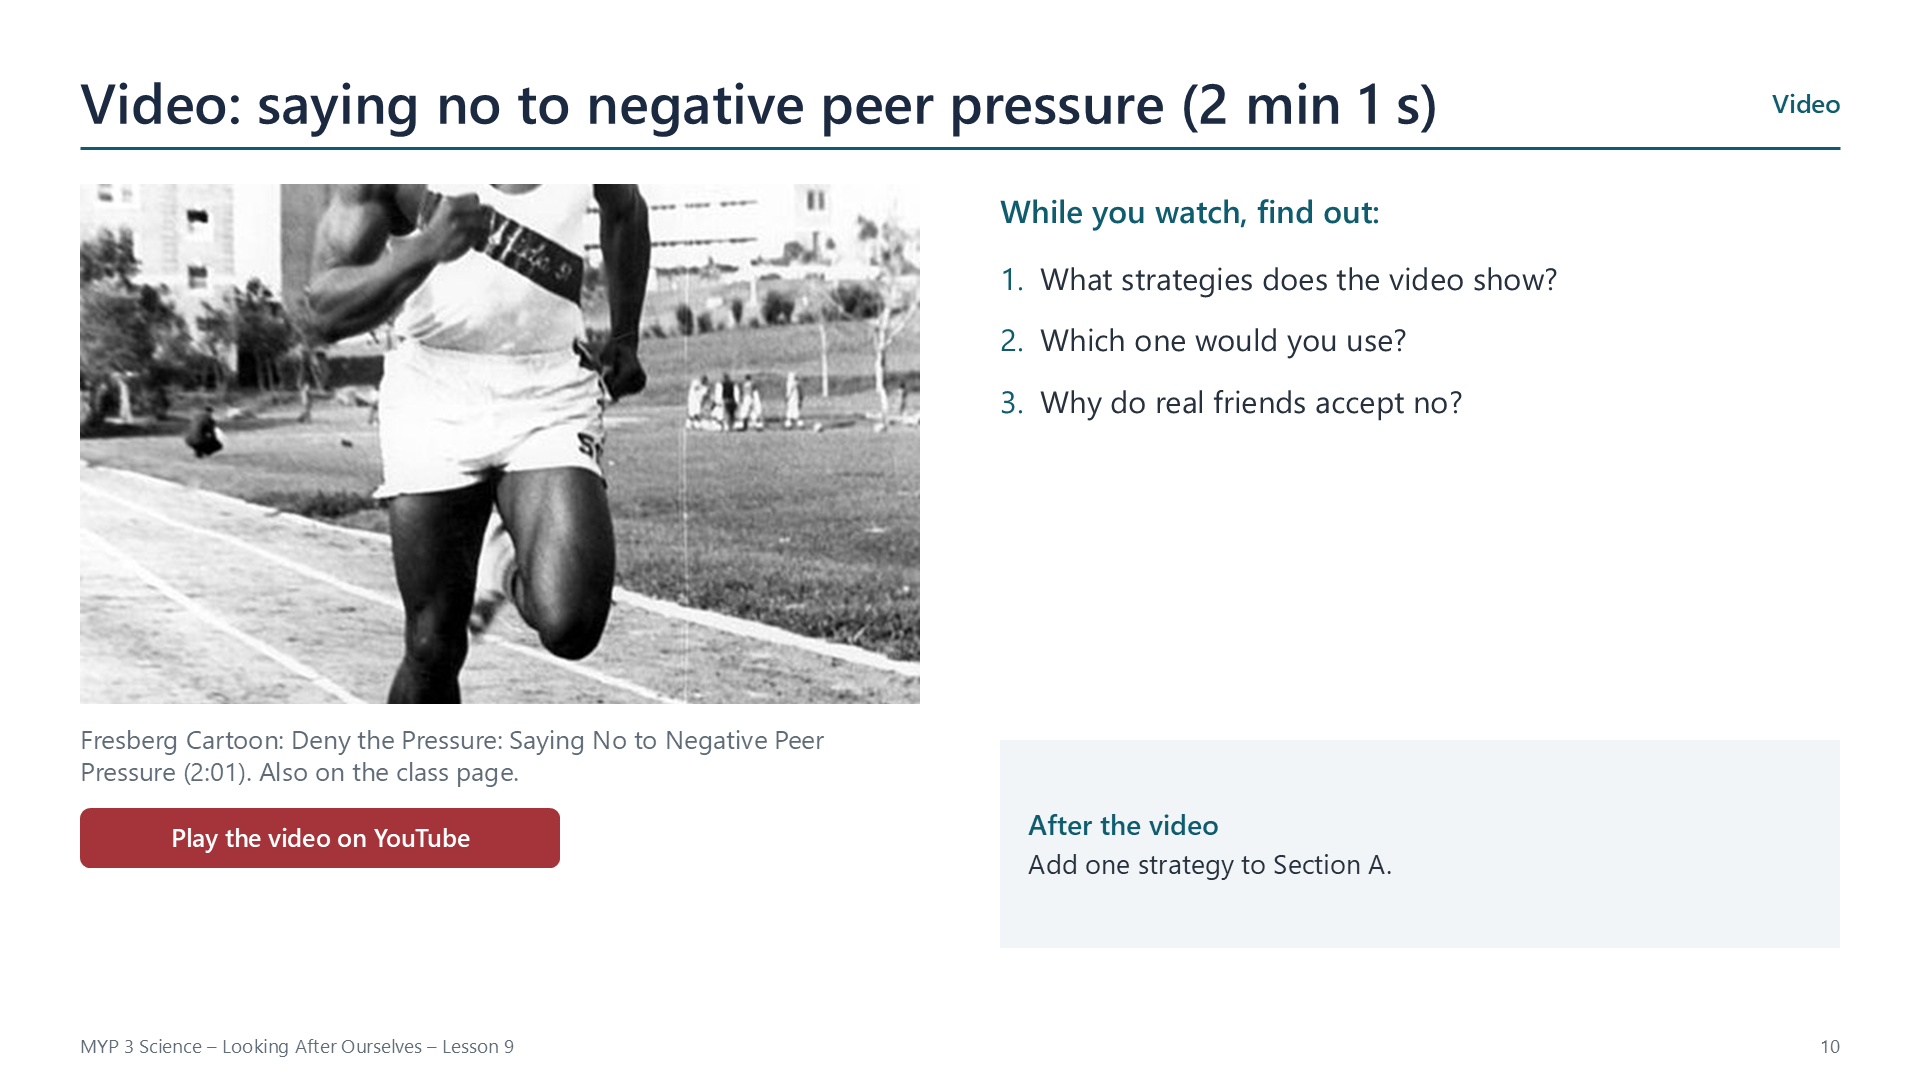 Video: saying no to negative peer pressure (2 min 1 s)
Video
Fresberg Cartoon: Deny the Pressure: Saying No to Negative Peer
Pressure (2:01). Also on the class page.
Play the video on YouTube
While you watch, find out:
1. What strategies does the video show?
2. Which one would you use?
3. Why do real friends accept no?
After the video
Add one strategy to Section A.
MYP 3 Science – Looking After Ourselves – Lesson 9
10